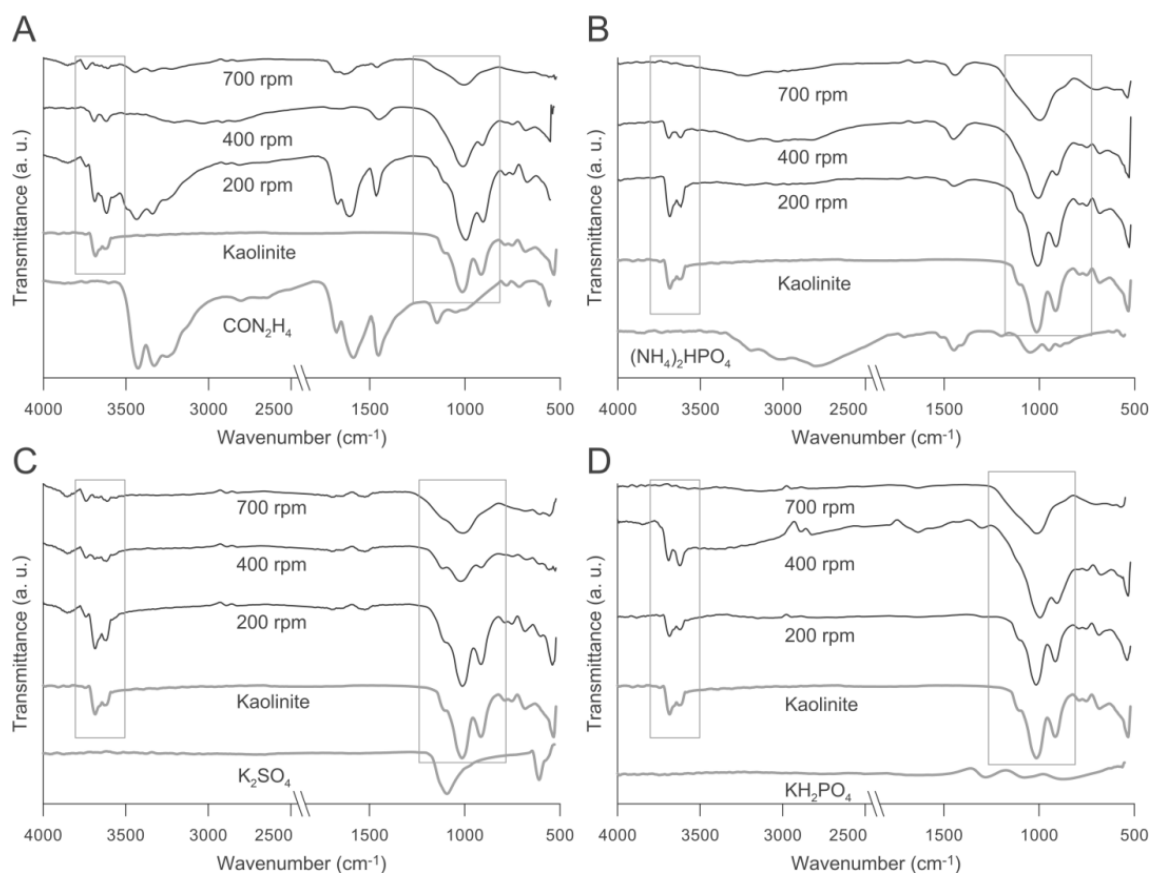 A
700 rpm
400 rpm
200 rpm
Kaolinite
CON₂H₄
Transmittance (a. u.)
4000 3500 3000 2500 1500 1000 500
Wavenumber (cm⁻¹)
B
700 rpm
400 rpm
200 rpm
Kaolinite
(NH₄)₂HPO₄
Transmittance (a. u.)
4000 3500 3000 2500 1500 1000 500
Wavenumber (cm⁻¹)
C
700 rpm
400 rpm
200 rpm
Kaolinite
K₂SO₄
Transmittance (a. u.)
4000 3500 3000 2500 1500 1000 500
Wavenumber (cm⁻¹)
D
700 rpm
400 rpm
200 rpm
Kaolinite
KH₂PO₄
Transmittance (a. u.)
4000 3500 3000 2500 1500 1000 500
Wavenumber (cm⁻¹)